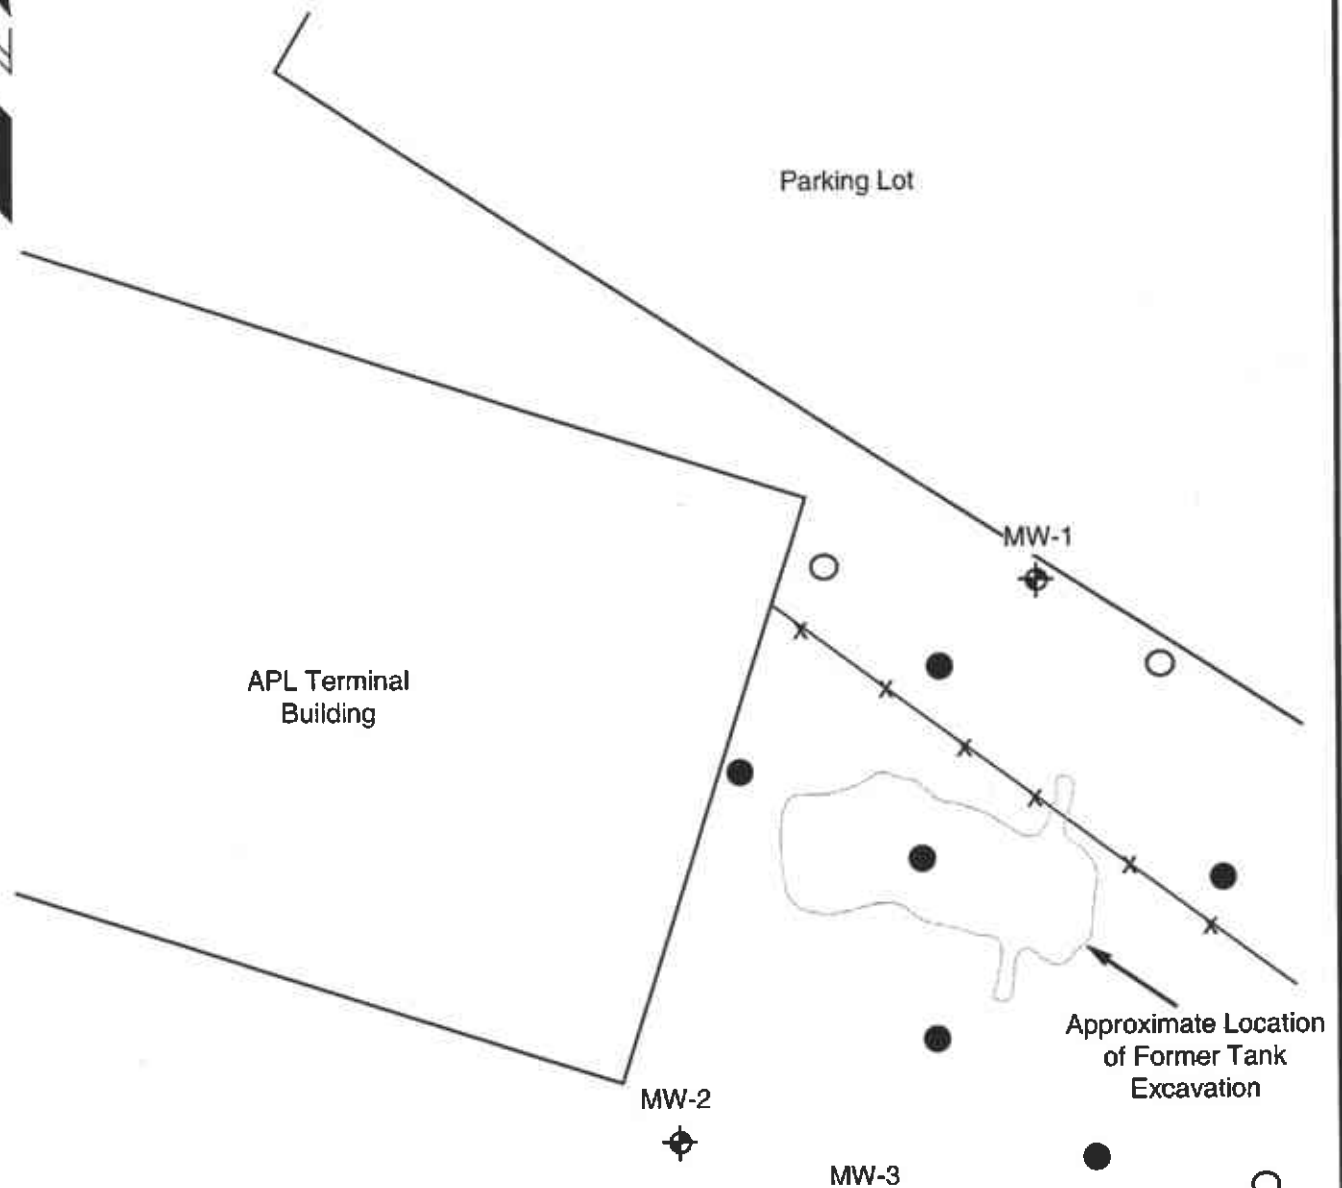 Parking Lot
MW-1
APL Terminal
Building
Approximate Location
of Former Tank
Excavation
MW-2
MW-3